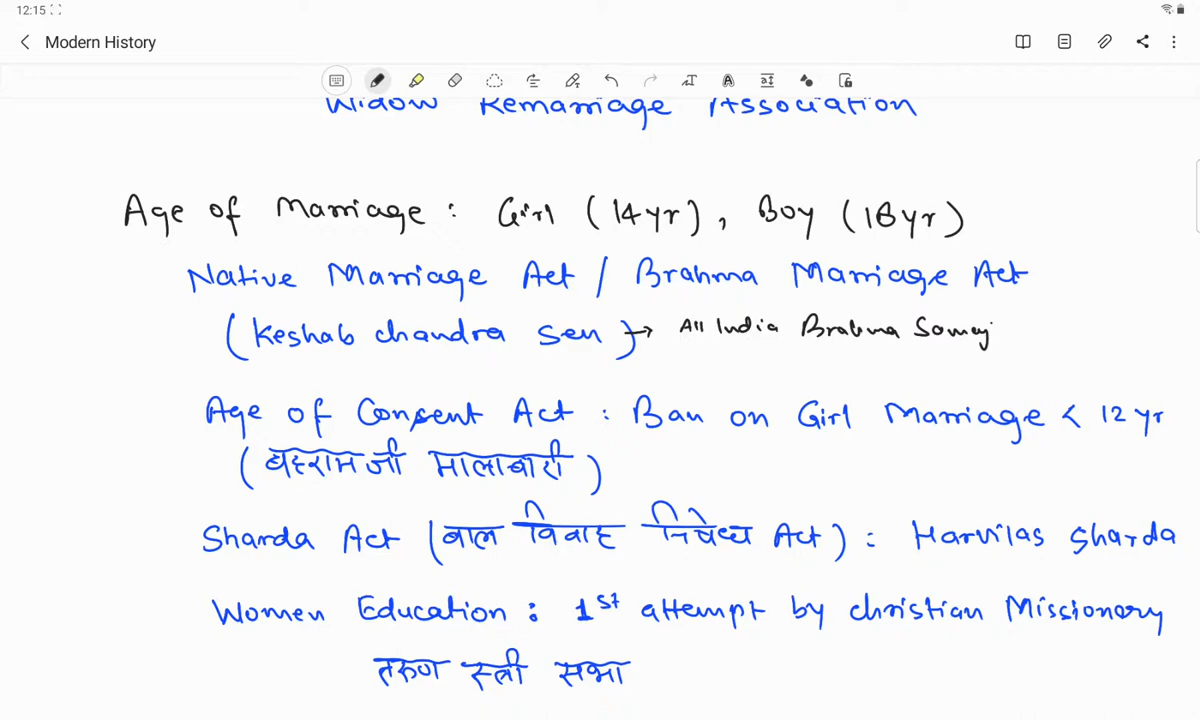 12:15
Modern History
Widow Remarriage Association
Age of Marriage : Girl (14yr), Boy (18yr)
Native Marriage Act / Brahma Marriage Act
(Keshab chandra Sen) → All India Brahma Samaj
Age of Consent Act : Ban on Girl Marriage < 12 yr
(बहरामजी मालाबारी)
Sharda Act (बाल विवाह निषेध Act) : Harvilas Sharda
Women Education : 1st attempt by christian Missionery
तरुण स्त्री सभा